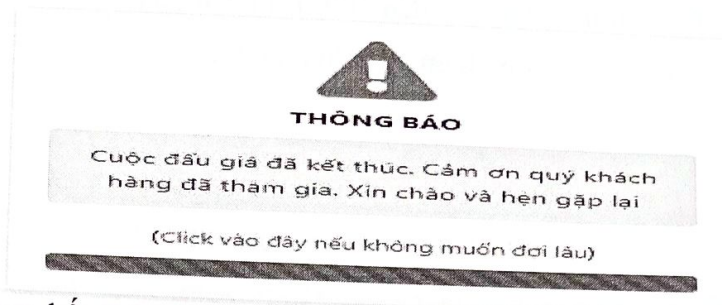 THÔNG BÁO
Cuộc đấu giá đã kết thúc. Cảm ơn quý khách
hàng đã tham gia. Xin chào và hẹn gặp lại
(Click vào đây nếu không muốn đợi lâu)